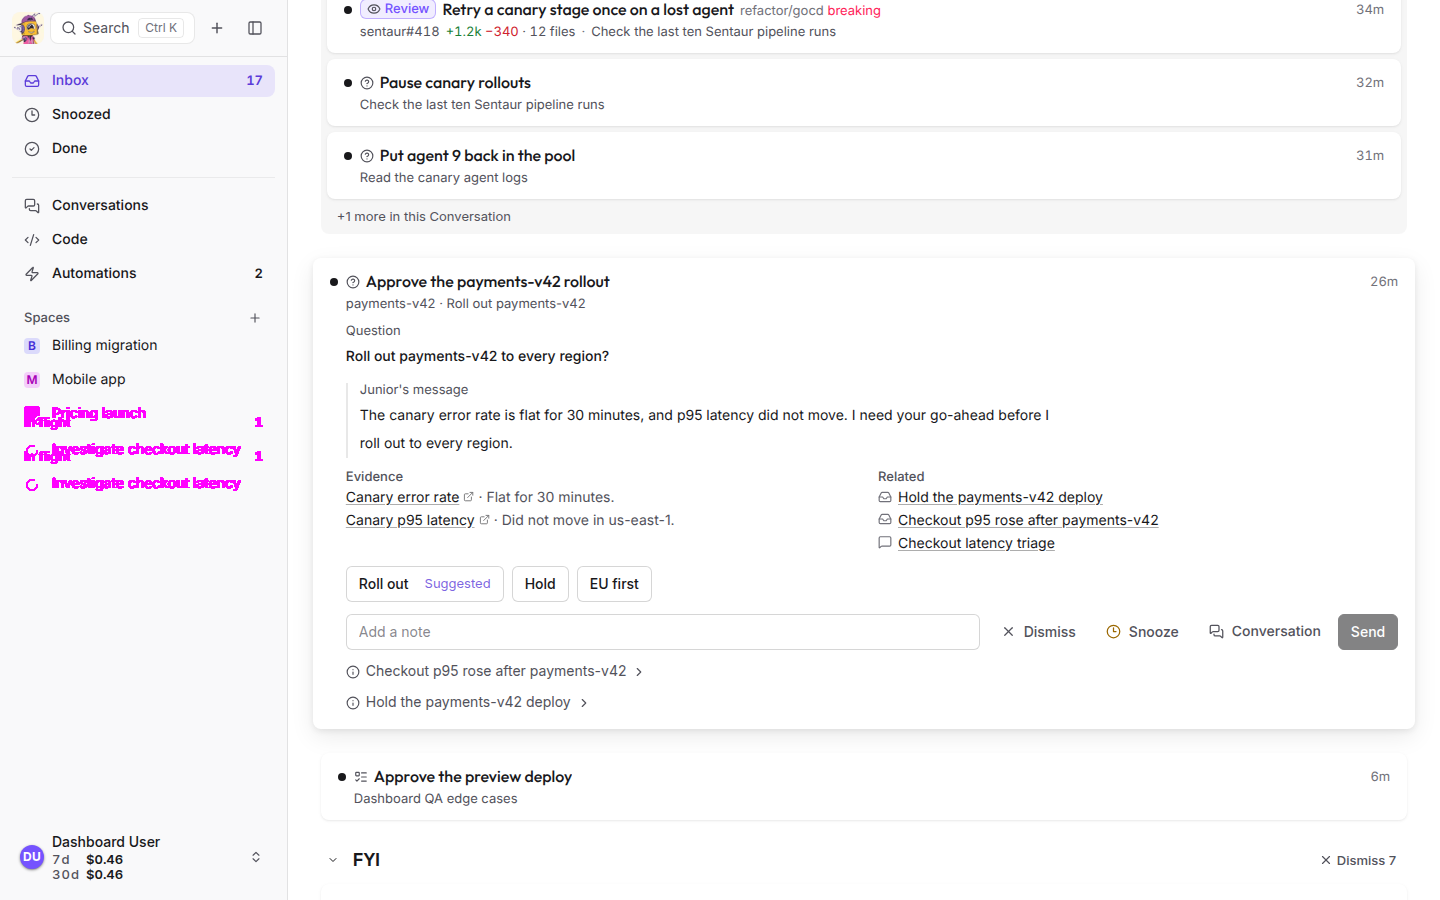 Search Ctrl K
Inbox 17
Snoozed
Done
Conversations
Code
Automations 2
Spaces
B Billing migration
M Mobile app
Pricing launch
In flight 1
Investigate checkout latency
In flight 1
Investigate checkout latency
DU Dashboard User
7d $0.46
30d $0.46
Review Retry a canary stage once on a lost agent refactor/gocd breaking 34m
sentaur#418 +1.2k −340 · 12 files · Check the last ten Sentaur pipeline runs
Pause canary rollouts 32m
Check the last ten Sentaur pipeline runs
Put agent 9 back in the pool 31m
Read the canary agent logs
+1 more in this Conversation
Approve the payments-v42 rollout 26m
payments-v42 · Roll out payments-v42
Question
Roll out payments-v42 to every region?
Junior's message
The canary error rate is flat for 30 minutes, and p95 latency did not move. I need your go-ahead before I
roll out to every region.
Evidence
Canary error rate · Flat for 30 minutes.
Canary p95 latency · Did not move in us-east-1.
Related
Hold the payments-v42 deploy
Checkout p95 rose after payments-v42
Checkout latency triage
Roll out Suggested Hold EU first
Add a note Dismiss Snooze Conversation Send
Checkout p95 rose after payments-v42
Hold the payments-v42 deploy
Approve the preview deploy 6m
Dashboard QA edge cases
FYI Dismiss 7